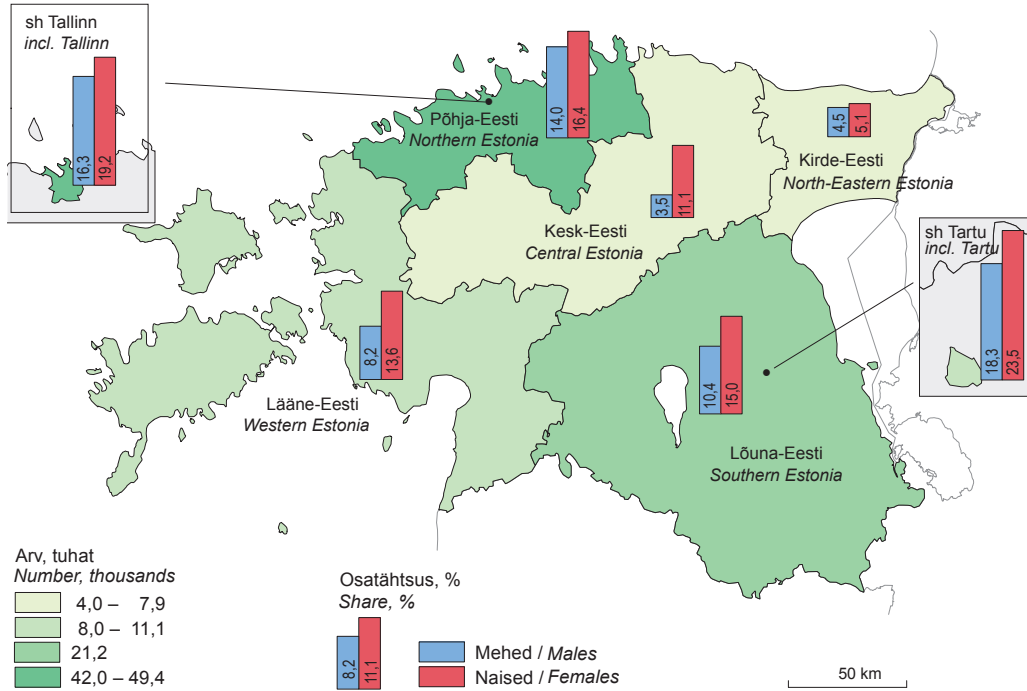 sh Tallinn
incl. Tallinn
16,3
19,2
14,0
16,4
Põhja-Eesti
Northern Estonia
4,5
5,1
Kirde-Eesti
North-Eastern Estonia
3,5
11,1
Kesk-Eesti
Central Estonia
sh Tartu
incl. Tartu
18,3
23,5
8,2
13,6
Lääne-Eesti
Western Estonia
10,4
15,0
Lõuna-Eesti
Southern Estonia
Arv, tuhat
Number, thousands
4,0 – 7,9
8,0 – 11,1
21,2
42,0 – 49,4
Osatähtsus, %
Share, %
8,2
11,1
Mehed / Males
Naised / Females
50 km